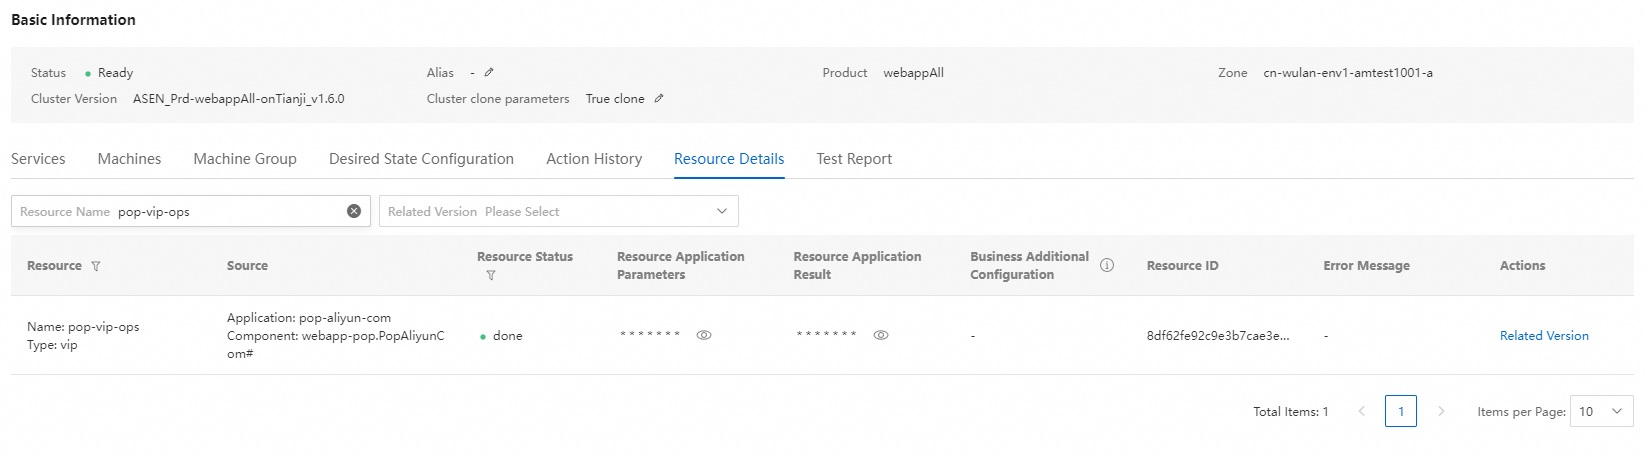 Basic Information
Status Ready Alias - Product webappAll Zone cn-wulan-env1-amtest1001-a
Cluster Version ASEN_Prd-webappAll-onTianji_v1.6.0 Cluster clone parameters True clone
Services Machines Machine Group Desired State Configuration Action History Resource Details Test Report
Resource Name pop-vip-ops Related Version Please Select
Resource Source Resource Status Resource Application Parameters Resource Application Result Business Additional Configuration Resource ID Error Message Actions
Name: pop-vip-ops
Type: vip
Application: pop-aliyun-com
Component: webapp-pop.PopAliyunC
om#
done ******* ******* - 8df62fe92c9e3b7cae3e... - Related Version
Total Items: 1 1 Items per Page: 10